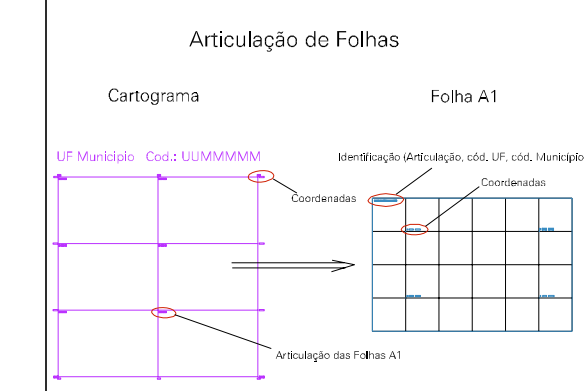 Articulação de Folhas
Cartograma
Folha A1
UF Municipio Cod.: UUMMMMM
Identificação (Articulação, cód. UF, cód. Município
Coordenadas
Coordenadas
Articulação das Folhas A1